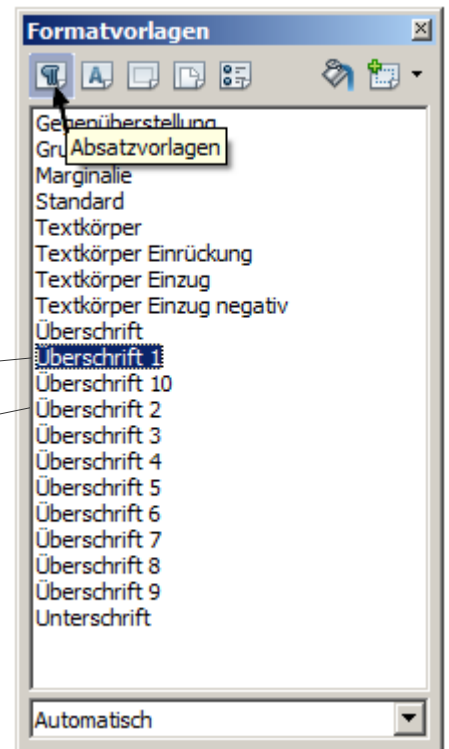 Formatvorlagen
Gegenüberstellung
Gru
Absatzvorlagen
Marginalie
Standard
Textkörper
Textkörper Einrückung
Textkörper Einzug
Textkörper Einzug negativ
Überschrift
Überschrift 1
Überschrift 10
Überschrift 2
Überschrift 3
Überschrift 4
Überschrift 5
Überschrift 6
Überschrift 7
Überschrift 8
Überschrift 9
Unterschrift
Automatisch